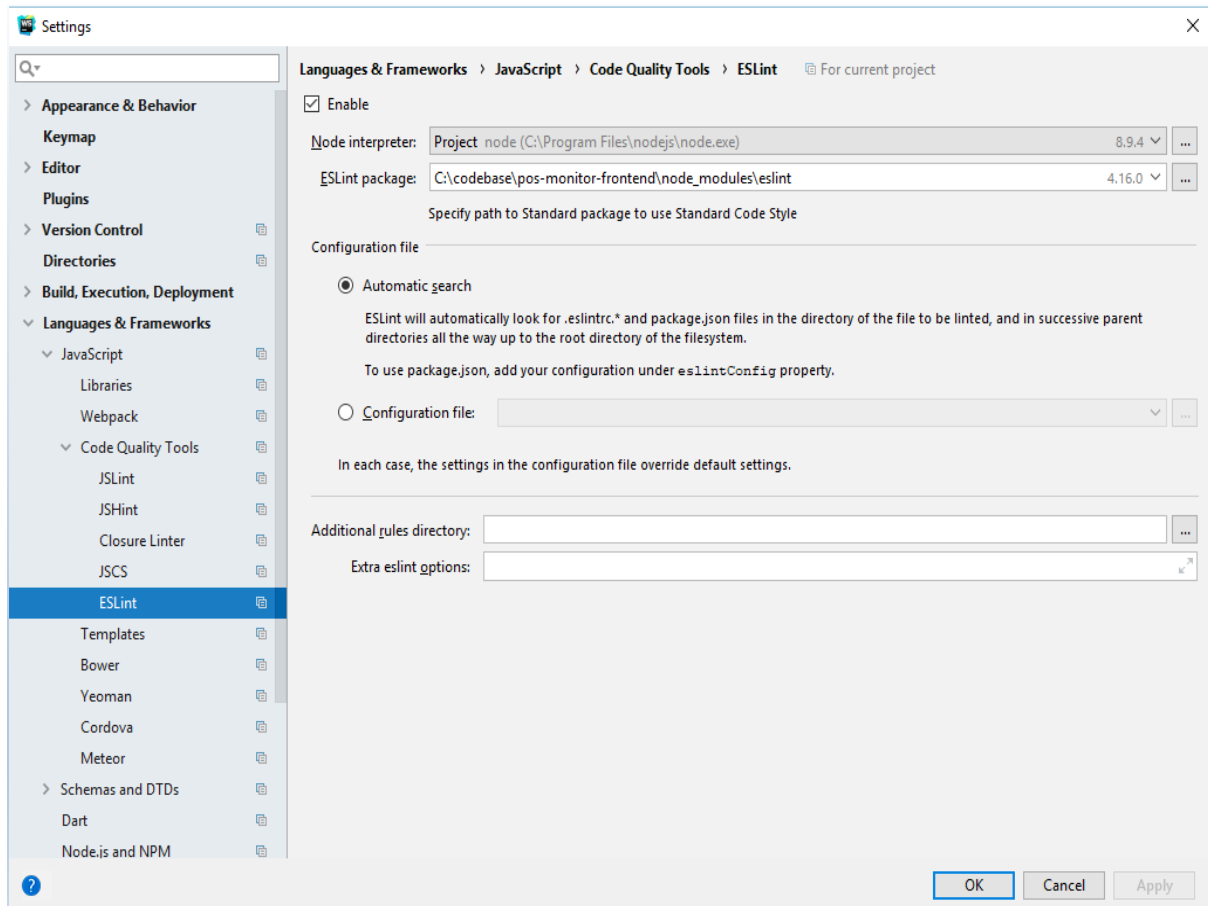 WS Settings
Languages & Frameworks › JavaScript › Code Quality Tools › ESLint For current project
Appearance & Behavior
Keymap
Editor
Plugins
Version Control
Directories
Build, Execution, Deployment
Languages & Frameworks
JavaScript
Libraries
Webpack
Code Quality Tools
JSLint
JSHint
Closure Linter
JSCS
ESLint
Templates
Bower
Yeoman
Cordova
Meteor
Schemas and DTDs
Dart
Node.js and NPM
Enable
Node interpreter: Project node (C:\Program Files\nodejs\node.exe) 8.9.4 ...
ESLint package: C:\codebase\pos-monitor-frontend\node_modules\eslint 4.16.0 ...
Specify path to Standard package to use Standard Code Style
Configuration file
Automatic search
ESLint will automatically look for .eslintrc.* and package.json files in the directory of the file to be linted, and in successive parent
directories all the way up to the root directory of the filesystem.
To use package.json, add your configuration under eslintConfig property.
Configuration file: ...
In each case, the settings in the configuration file override default settings.
Additional rules directory: ...
Extra eslint options:
? OK Cancel Apply